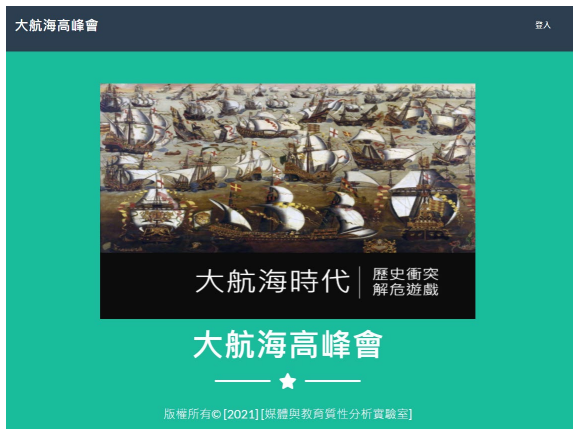 大航海高峰會
登入
大航海時代
歷史衝突
解危遊戲
大航海高峰會
版權所有© [2021] [媒體與教育質性分析實驗室]